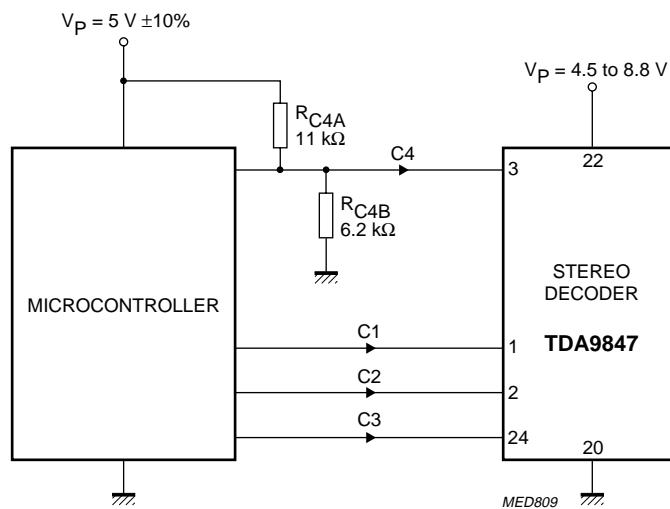 VP = 5 V ±10%
VP = 4.5 to 8.8 V
RC4A
11 kΩ
C4
3
22
RC4B
6.2 kΩ
MICROCONTROLLER
STEREO
DECODER
TDA9847
C1
1
C2
2
C3
24
20
MED809